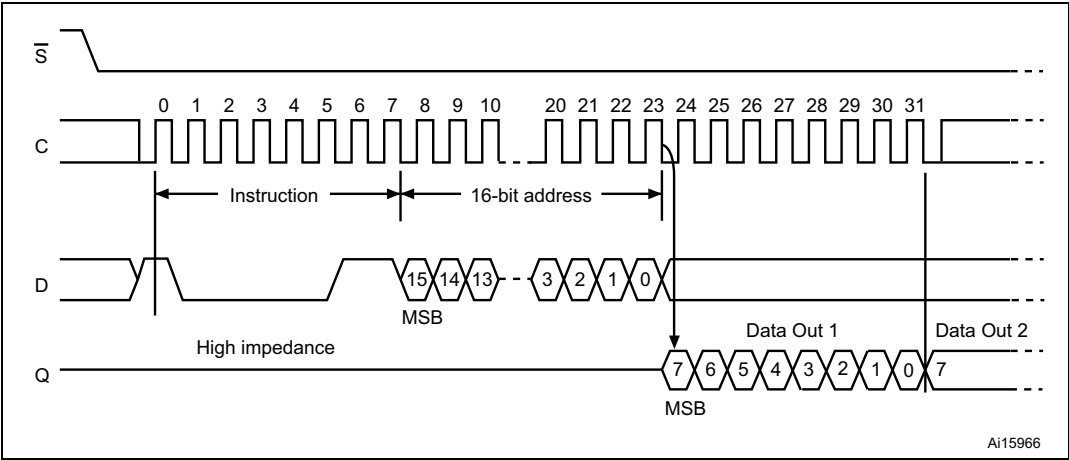 S
0 1 2 3 4 5 6 7 8 9 10 20 21 22 23 24 25 26 27 28 29 30 31
C
Instruction 16-bit address
D 15 14 13 3 2 1 0
MSB
High impedance Data Out 1 Data Out 2
Q 7 6 5 4 3 2 1 0 7
MSB
Ai15966